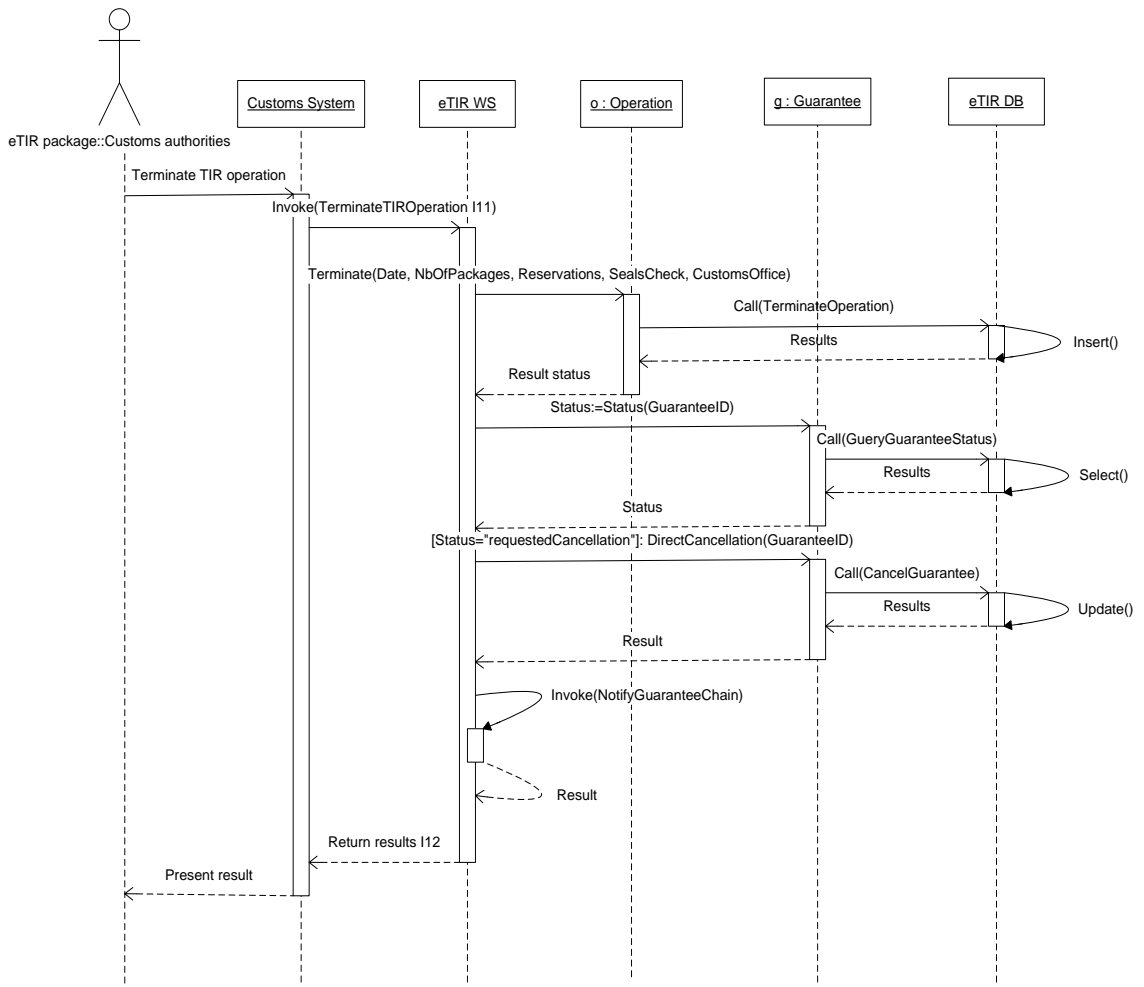 Customs System
eTIR WS
o : Operation
g : Guarantee
eTIR DB
eTIR package::Customs authorities
Terminate TIR operation
Invoke(TerminateTIROperation I11)
Terminate(Date, NbOfPackages, Reservations, SealsCheck, CustomsOffice)
Call(TerminateOperation)
Results
Insert()
Result status
Status:=Status(GuaranteeID)
Call(GueryGuaranteeStatus)
Results
Select()
Status
[Status="requestedCancellation"]: DirectCancellation(GuaranteeID)
Call(CancelGuarantee)
Results
Update()
Result
Invoke(NotifyGuaranteeChain)
Result
Return results I12
Present result